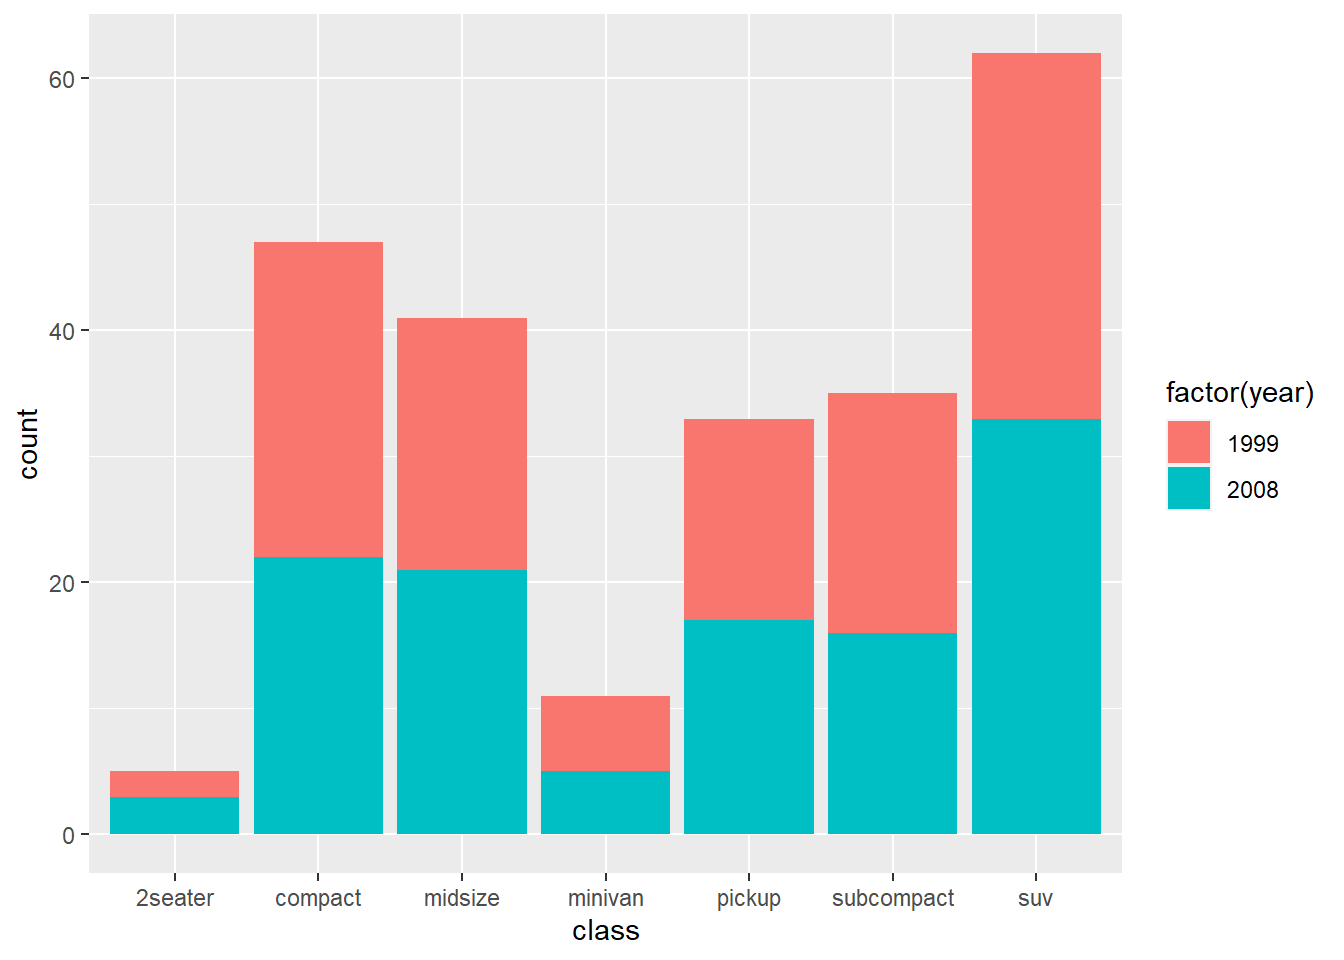 60
40
20
0
count
2seater compact midsize minivan pickup subcompact suv
class
factor(year)
1999
2008